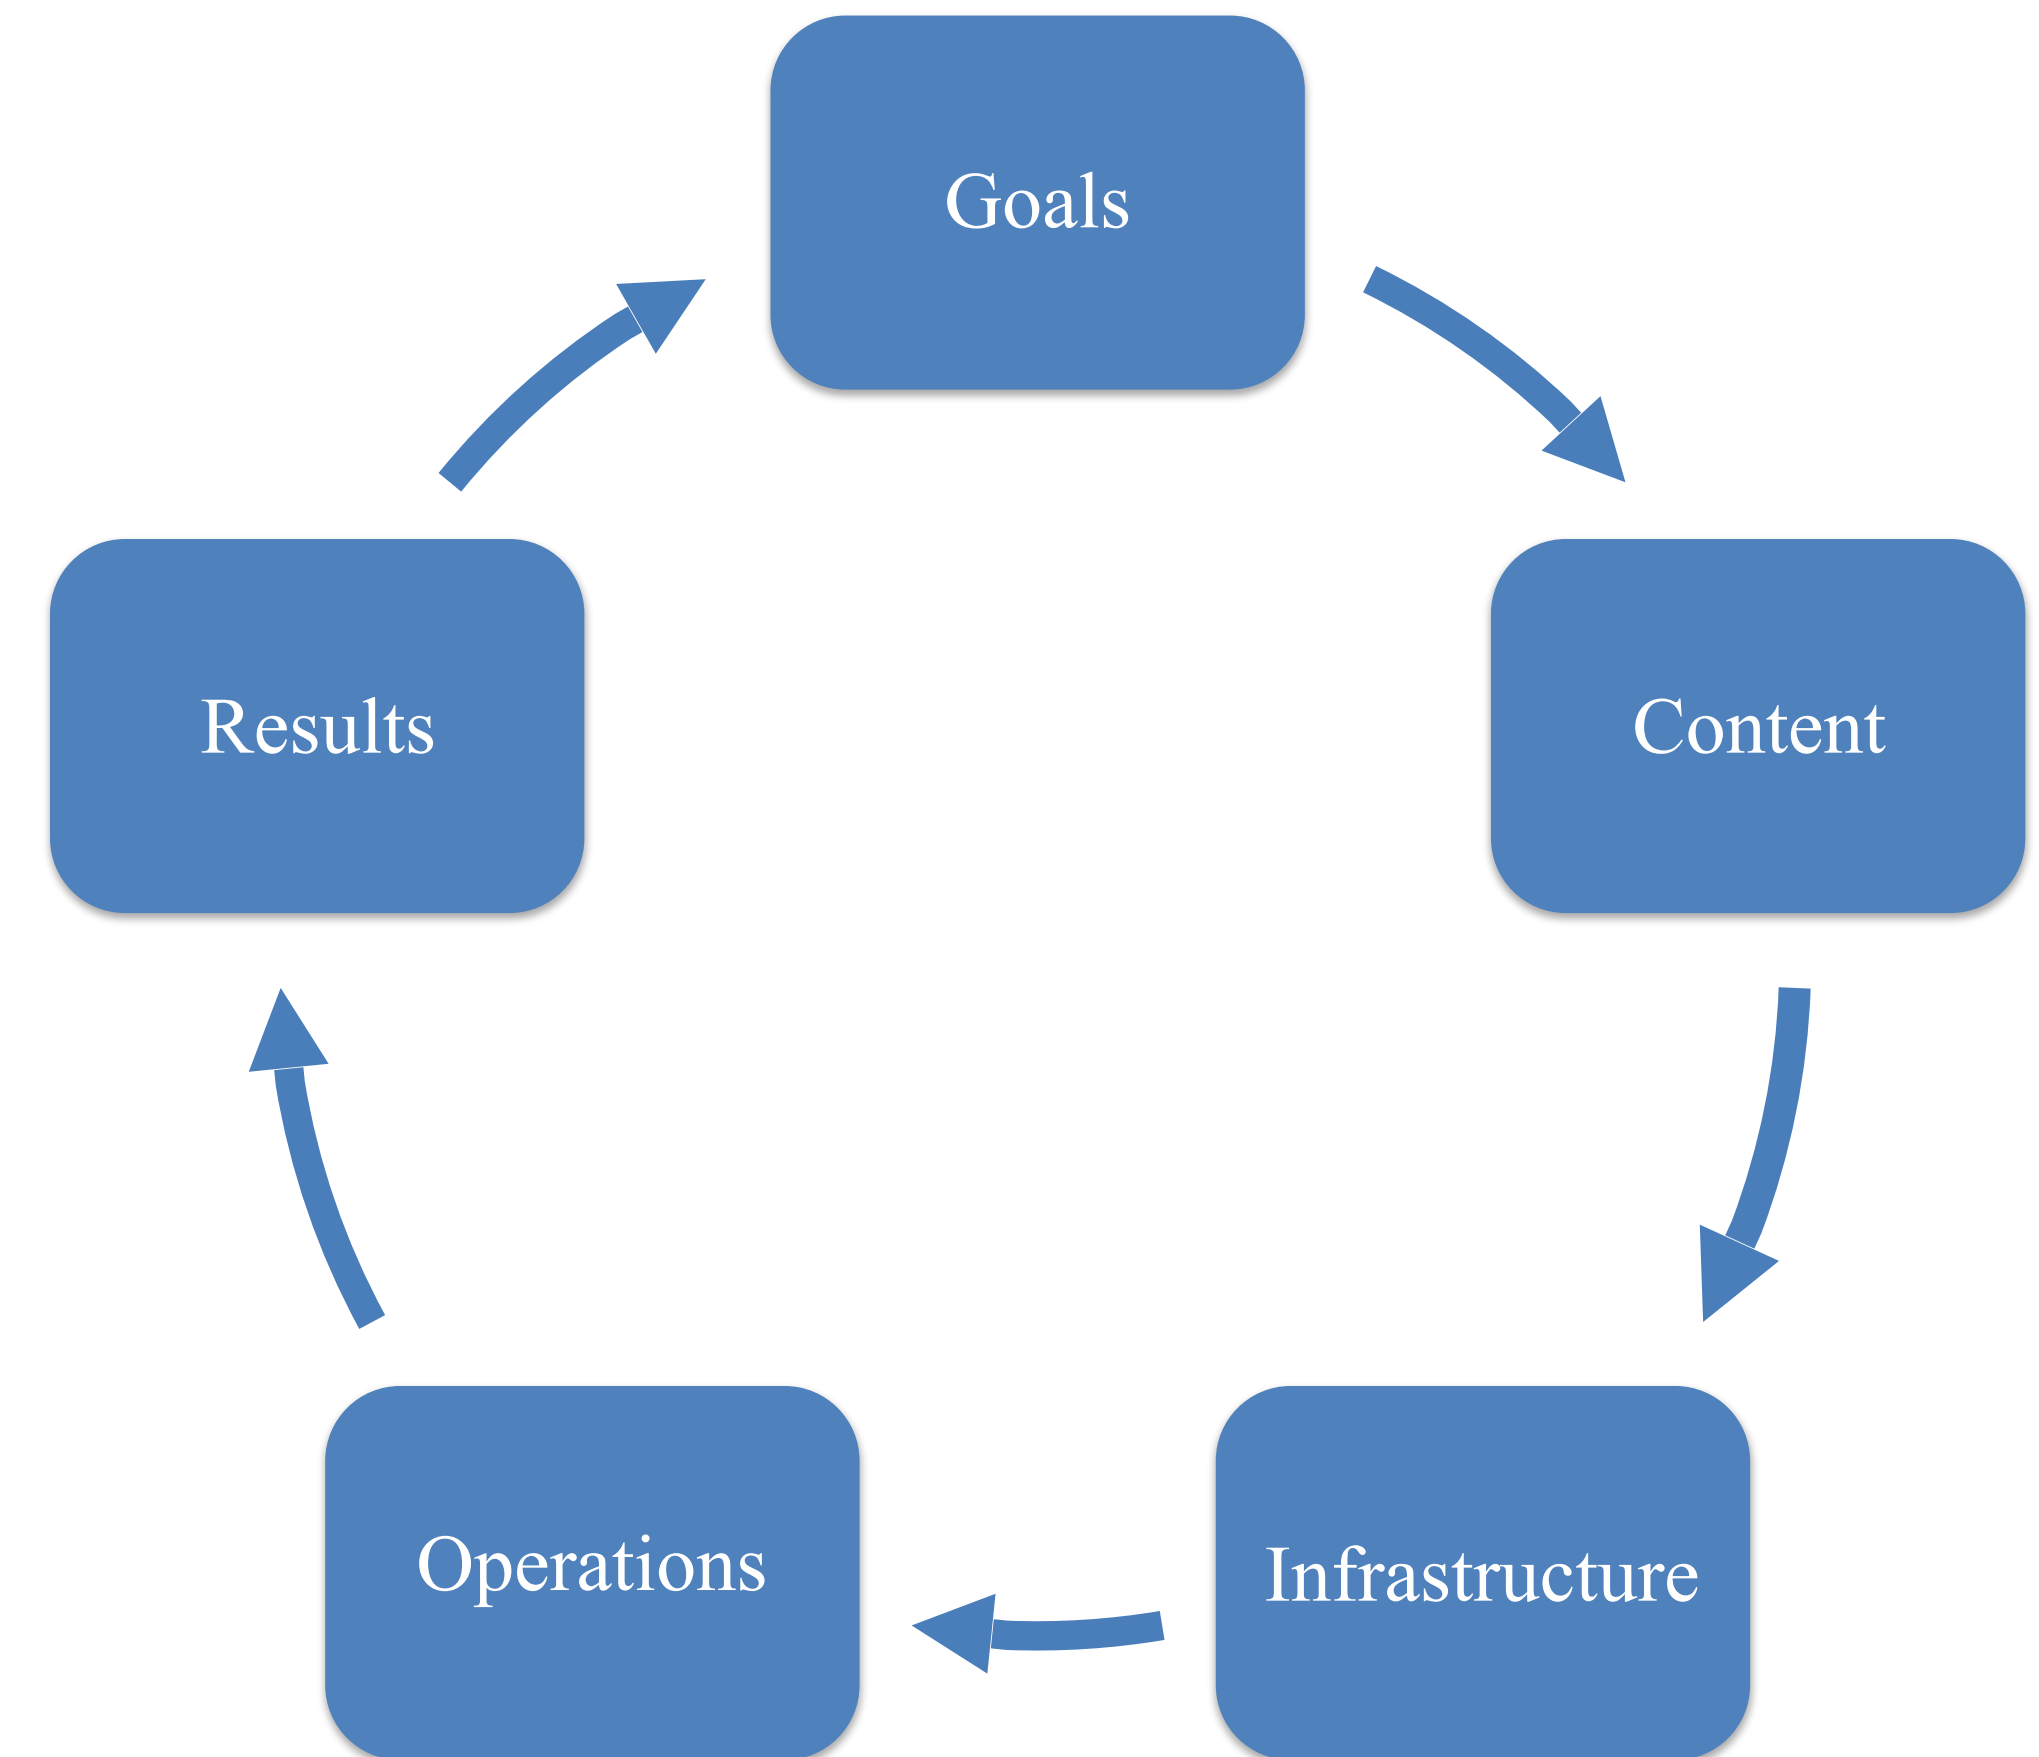 Goals
Content
Infrastructure
Operations
Results